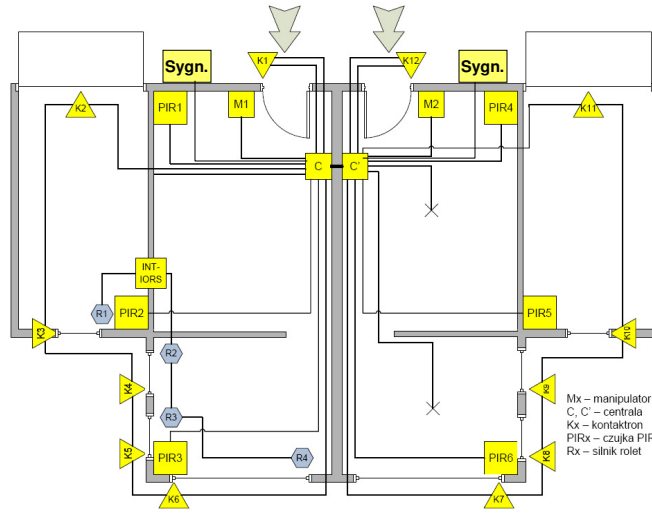 K1
K12
Sygn.
Sygn.
K2
PIR1
M1
M2
PIR4
K11
C
C'
INT-
IORS
R1
PIR2
PIR5
K3
K10
R2
K4
K9
Mx – manipulator
C, C' – centrala
Kx – kontaktron
PIRx – czujka PIR
Rx – silnik rolet
R3
K5
PIR3
R4
PIR6
K8
K6
K7